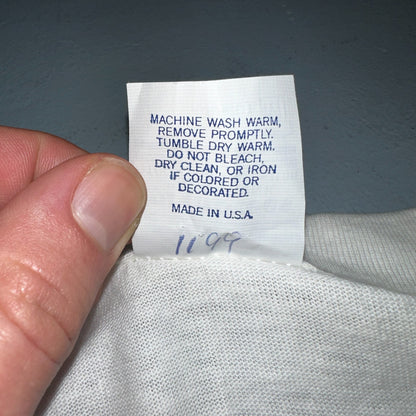 MACHINE WASH WARM,
REMOVE PROMPTLY.
TUMBLE DRY WARM.
DO NOT BLEACH,
DRY CLEAN, OR IRON
IF COLORED OR
DECORATED.
MADE IN U.S.A.
1199